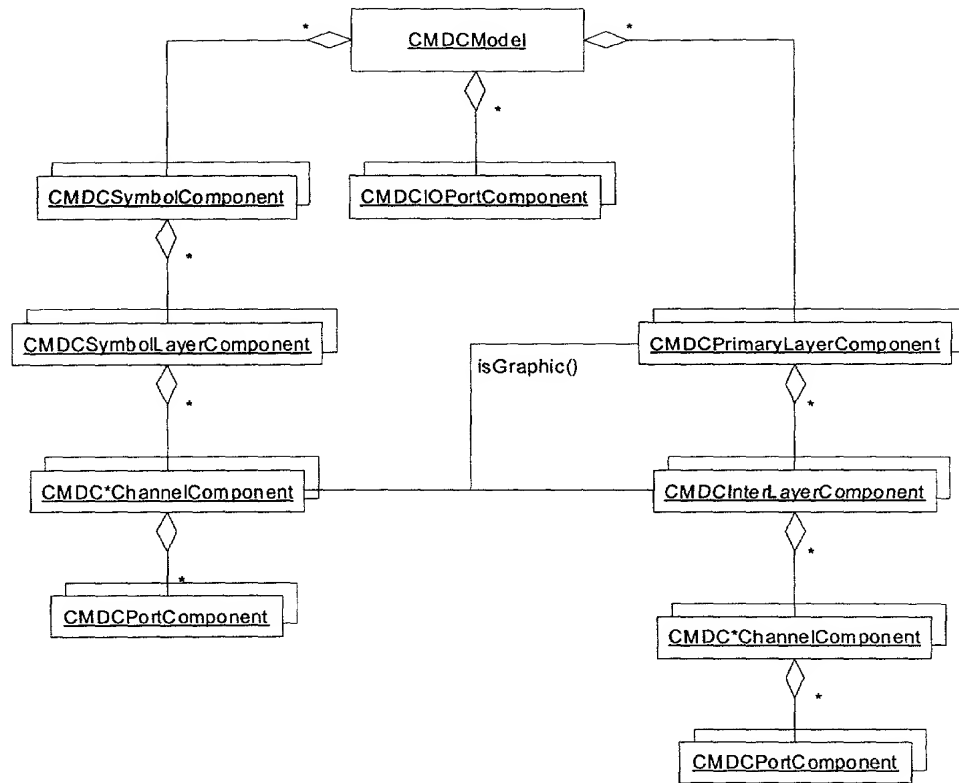 * *
CMDCModel
*
CMDCSymbolComponent CMDCIOPortComponent
*
CMDCSymbolLayerComponent CMDCPrimaryLayerComponent
isGraphic()
* *
CMDC*ChannelComponent CMDCInterLayerComponent
*
*
CMDCPortComponent
CMDC*ChannelComponent
*
CMDCPortComponent